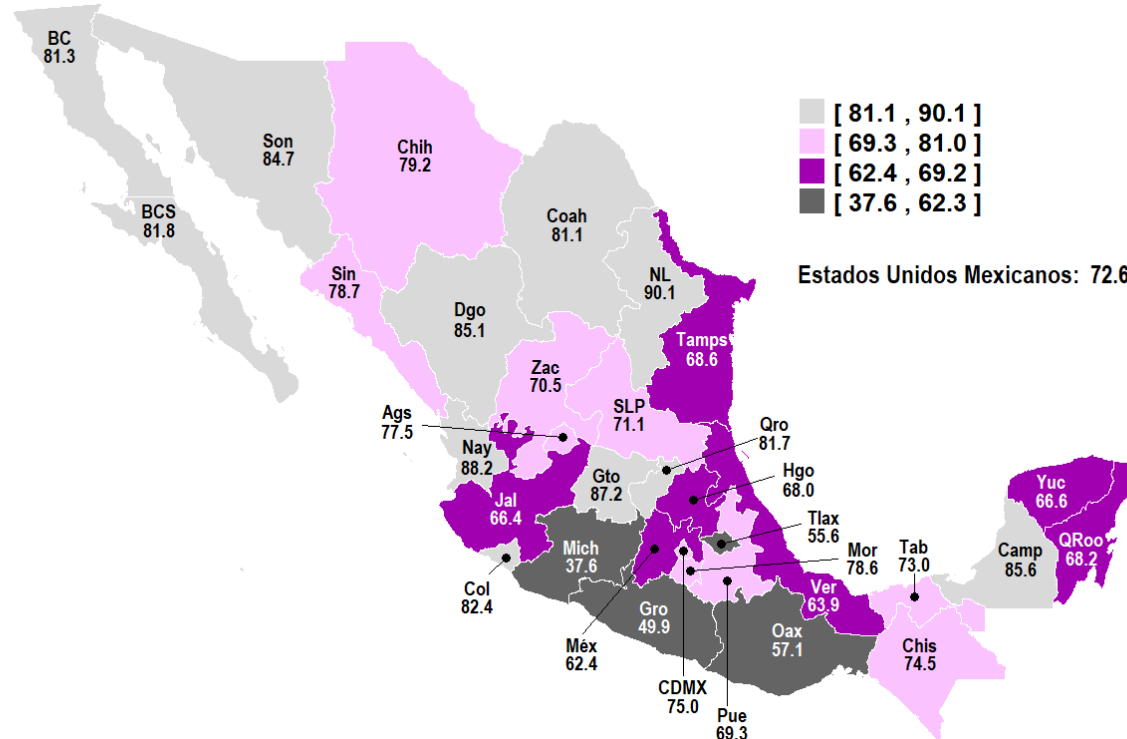 BC
81.3
Son
84.7
Chih
79.2
[ 81.1 , 90.1 ]
[ 69.3 , 81.0 ]
[ 62.4 , 69.2 ]
[ 37.6 , 62.3 ]
BCS
81.8
Coah
81.1
Estados Unidos Mexicanos: 72.6
Sin
78.7
NL
90.1
Dgo
85.1
Tamps
68.6
Zac
70.5
SLP
71.1
Ags
77.5
Qro
81.7
Nay
88.2
Gto
87.2
Hgo
68.0
Yuc
66.6
Jal
66.4
Tlax
55.6
QRoo
68.2
Mich
37.6
Mor
78.6
Tab
73.0
Camp
85.6
Col
82.4
Ver
63.9
Gro
49.9
Oax
57.1
Méx
62.4
Chis
74.5
CDMX
75.0
Pue
69.3